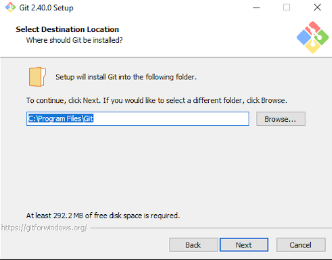 Git 2.40.0 Setup
Select Destination Location
Where should Git be installed?
Setup will install Git into the following folder.
To continue, click Next. If you would like to select a different folder, click Browse.
C:\Program Files\Git
Browse...
At least 292.2 MB of free disk space is required.
https://gitforwindows.org/
Back
Next
Cancel